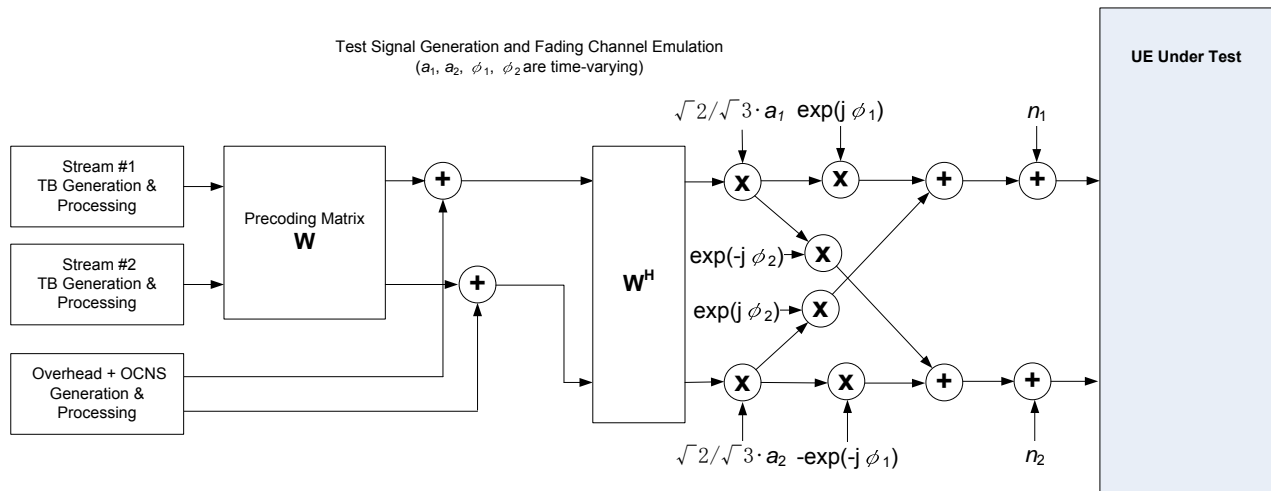 Test Signal Generation and Fading Channel Emulation
(a₁, a₂, ϕ₁, ϕ₂ are time-varying)
UE Under Test
√2/√3· a₁ exp(j ϕ₁)
n₁
Stream #1
TB Generation &
Processing
+
Precoding Matrix
W
x
x
+
+
Stream #2
TB Generation &
Processing
+
W^H
exp(-j ϕ₂)
x
exp(j ϕ₂)
x
Overhead + OCNS
Generation &
Processing
x
x
+
+
√2/√3· a₂ -exp(-j ϕ₁)
n₂